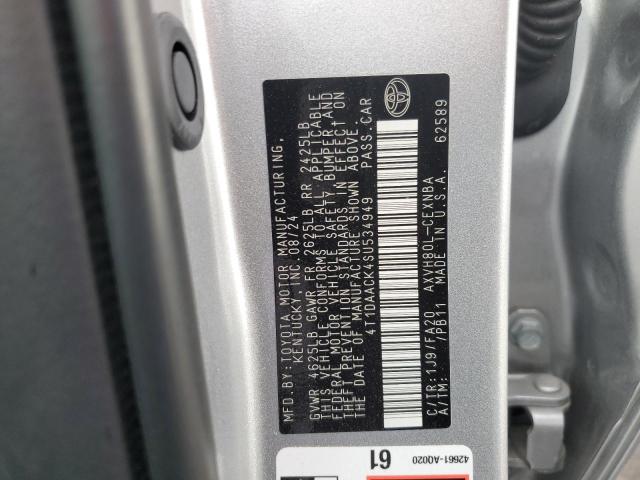 MFD. BY: TOYOTA MOTOR MANUFACTURING,
KENTUCKY, INC. 08/24
GVWR 4625LB GAWR FR 2625LB RR 2425LB
THIS VEHICLE CONFORMS TO ALL APPLICABLE
FEDERAL MOTOR VEHICLE SAFETY, BUMPER AND
THEFT PREVENTION STANDARDS IN EFFECT ON
THE DATE OF MANUFACTURE SHOWN ABOVE.
4T1DAACK4SU534949 PASS.CAR
C/TR:1J9/FA20 AXVH80L-CEXNBA
A/TM: /PB11 MADE IN U.S.A. 62589
42661-AQ020
61